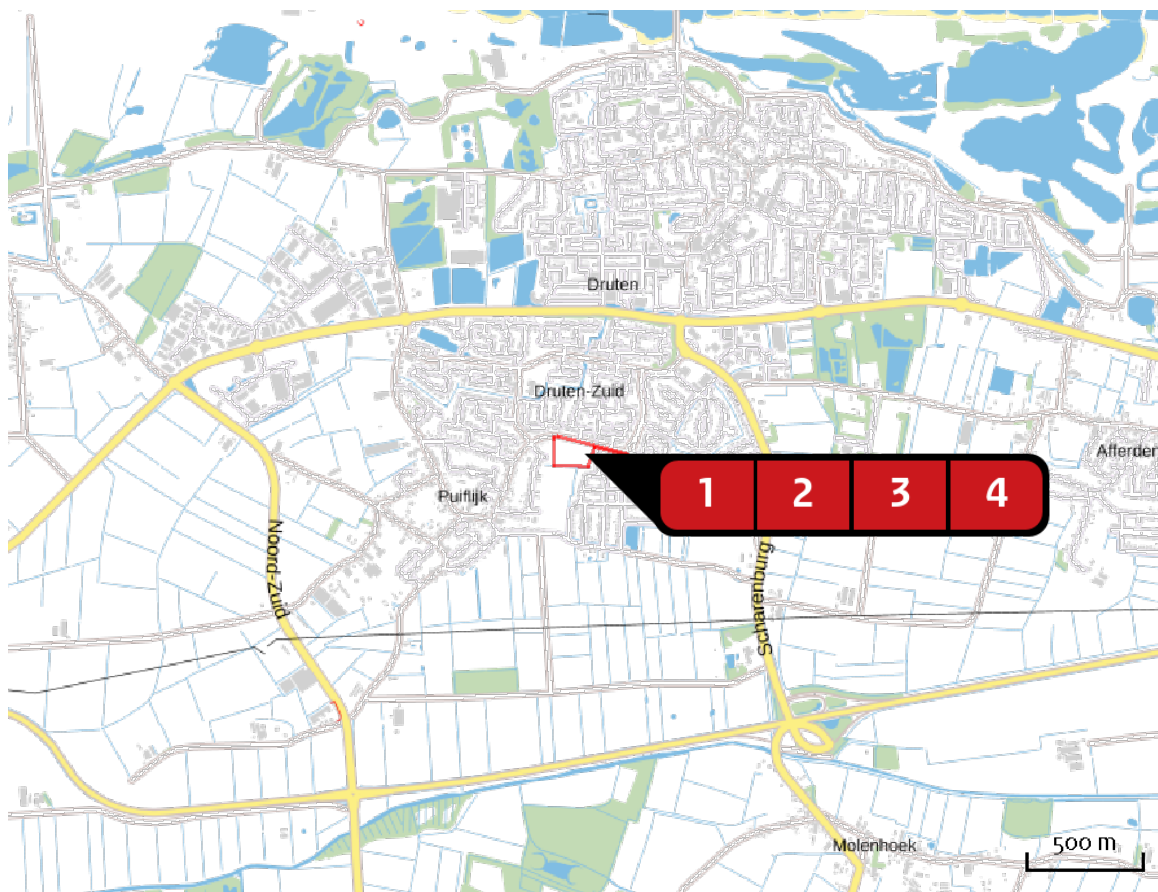 Druten
Druten-Zuid
Afferden
Puiflijk
1 2 3 4
Noord-Zuid
Scharenburg
Molenhoek
500 m